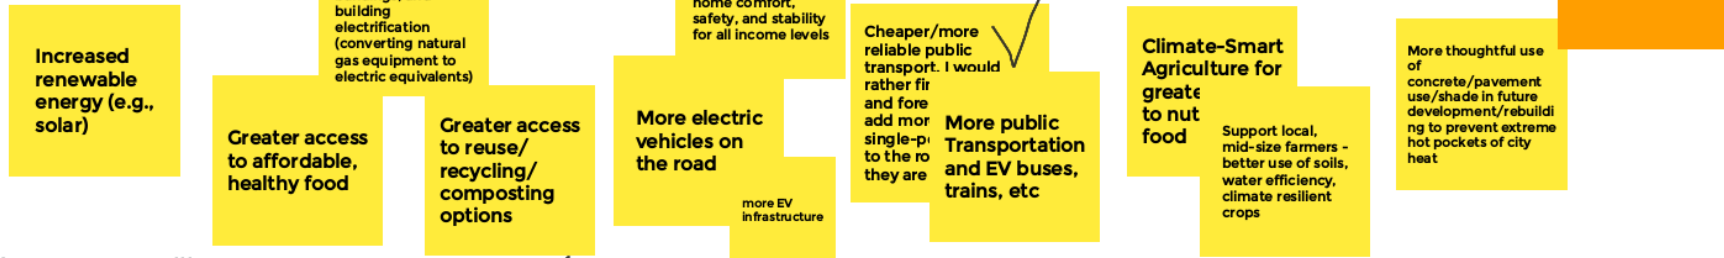 Increased
renewable
energy (e.g.,
solar)
building
electrification
(converting natural
gas equipment to
electric equivalents)
Greater access
to affordable,
healthy food
Greater access
to reuse/
recycling/
composting
options
home comfort,
safety, and stability
for all income levels
More electric
vehicles on
the road
more EV
infrastructure
Cheaper/more
reliable public
transport. I would
rather
and
add
to the
they are
More public
Transportation
and EV buses,
trains, etc
Climate-Smart
Agriculture for
to
food
Support local,
mid-size farmers -
better use of soils,
water efficiency,
climate resilient
crops
More thoughtful use
of
concrete/pavement
use/shade in future
development/rebuildi
ng to prevent extreme
hot pockets of city
heat